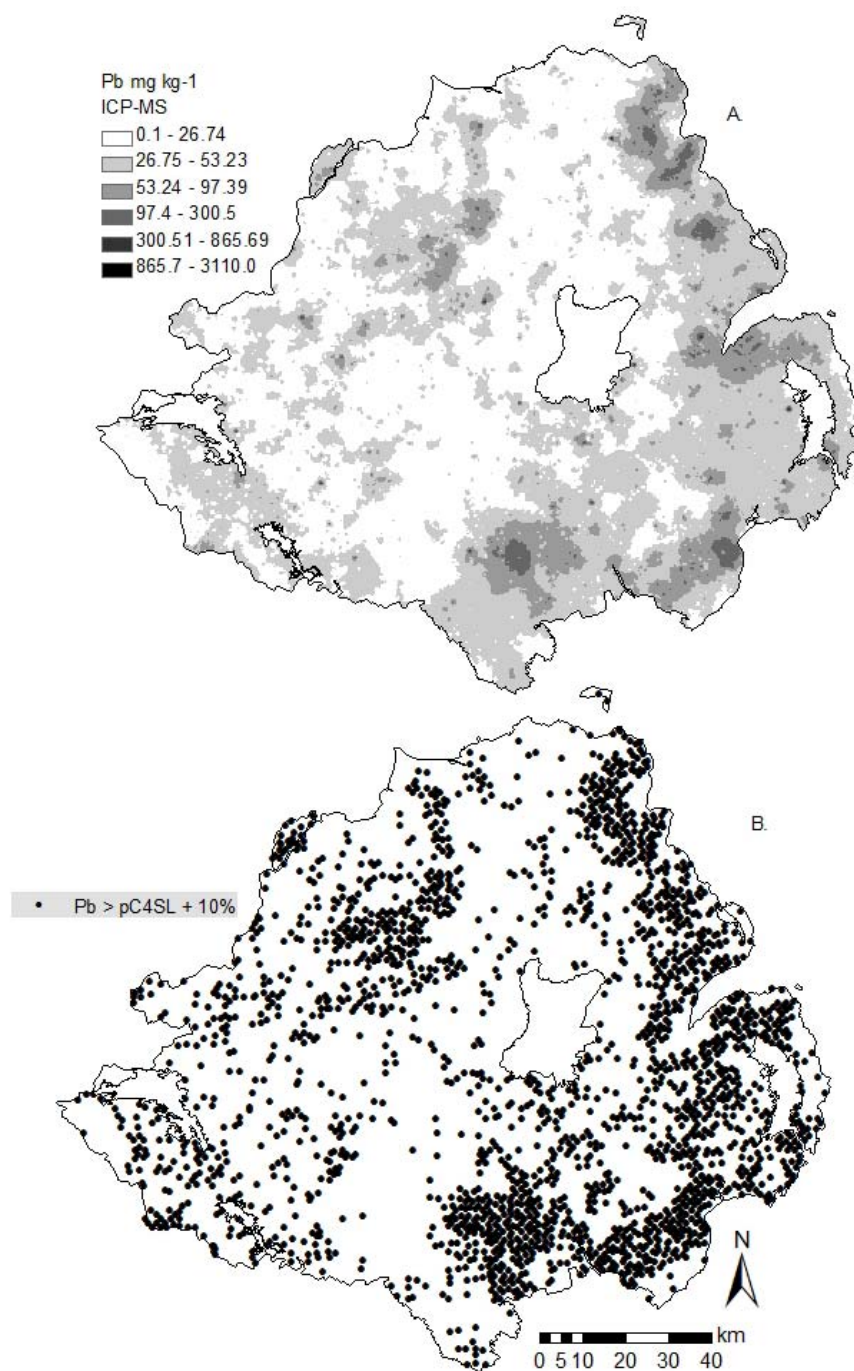 Pb mg kg-1
ICP-MS
0.1 - 26.74
26.75 - 53.23
53.24 - 97.39
97.4 - 300.5
300.51 - 865.69
865.7 - 3110.0
A.
B.
Pb > pC4SL + 10%
N
km
0 5 10 20 30 40